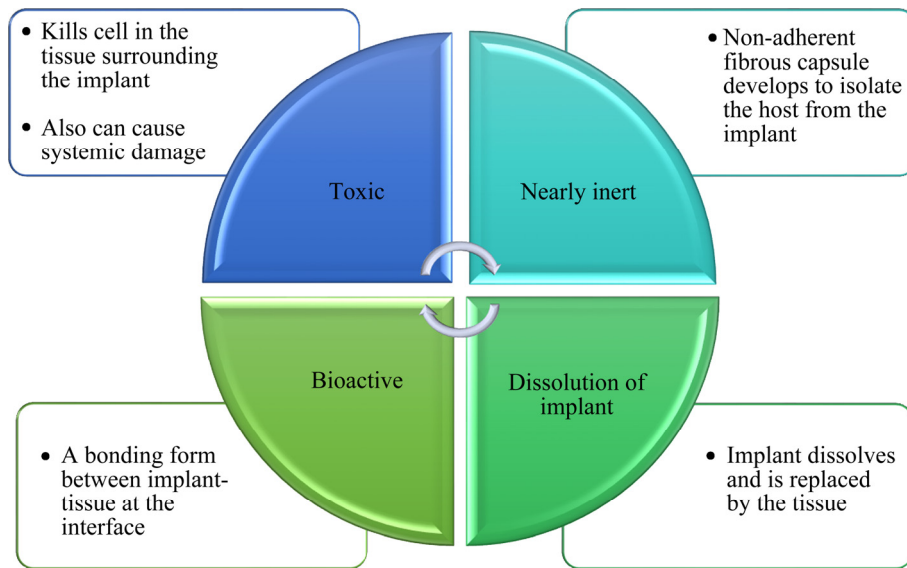 • Kills cell in the
tissue surrounding
the implant
• Also can cause
systemic damage
• Non-adherent
fibrous capsule
develops to isolate
the host from the
implant
Toxic
Nearly inert
Bioactive
Dissolution of
implant
• A bonding form
between implant-
tissue at the
interface
• Implant dissolves
and is replaced
by the tissue